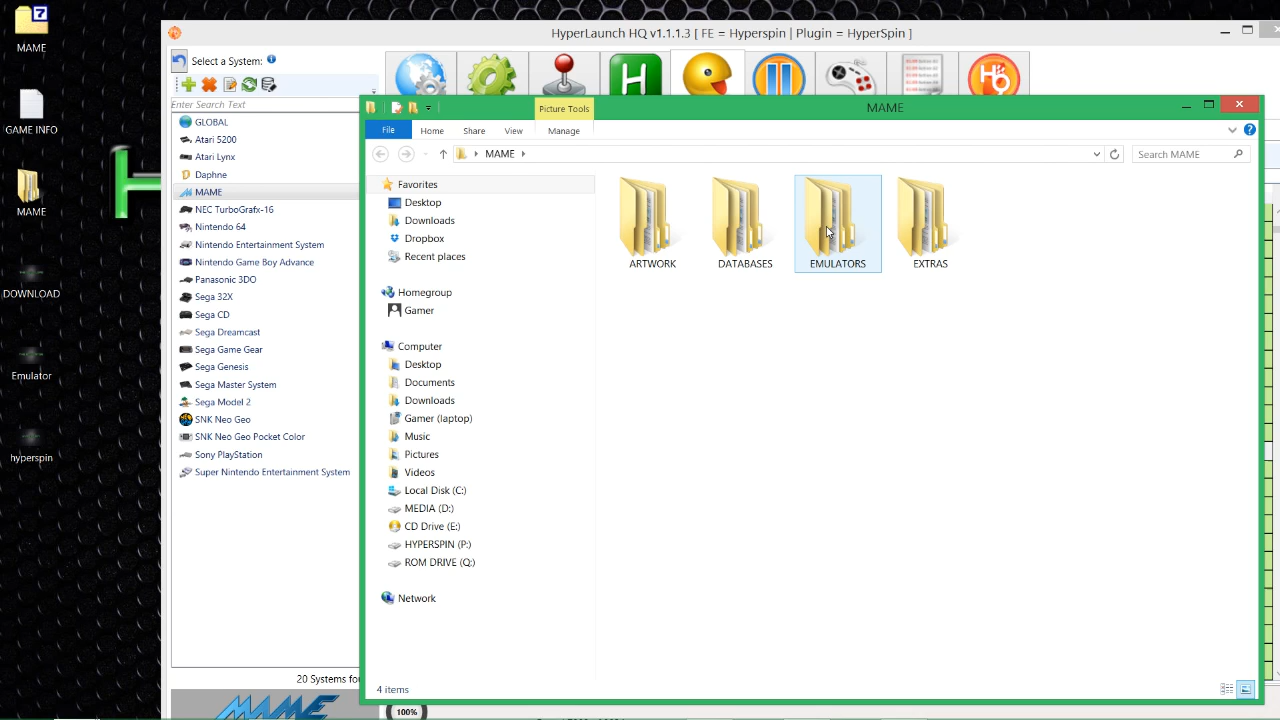 MAME
GAME INFO
MAME
DOWNLOAD
Emulator
hyperspin
HyperLaunch HQ v1.1.1.3 [ FE = Hyperspin | Plugin = HyperSpin ]
Select a System:
Enter Search Text
GLOBAL
Atari 5200
Atari Lynx
Daphne
MAME
NEC TurboGrafx-16
Nintendo 64
Nintendo Entertainment System
Nintendo Game Boy Advance
Panasonic 3DO
Sega 32X
Sega CD
Sega Dreamcast
Sega Game Gear
Sega Genesis
Sega Master System
Sega Model 2
SNK Neo Geo
SNK Neo Geo Pocket Color
Sony PlayStation
Super Nintendo Entertainment System
20 Systems fo
MAME
100%
Picture Tools
MAME
File Home Share View Manage
MAME
Search MAME
Favorites
Desktop
Downloads
Dropbox
Recent places
Homegroup
Gamer
Computer
Desktop
Documents
Downloads
Gamer (laptop)
Music
Pictures
Videos
Local Disk (C:)
MEDIA (D:)
CD Drive (E:)
HYPERSPIN (P:)
ROM DRIVE (Q:)
Network
ARTWORK DATABASES EMULATORS EXTRAS
4 items